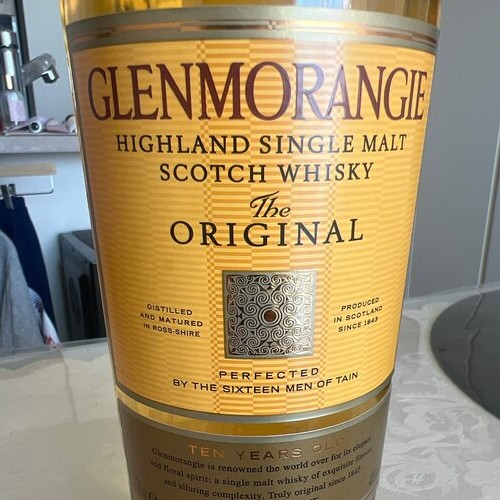 GLENMORANGIE
HIGHLAND SINGLE MALT
SCOTCH WHISKY
The
ORIGINAL
DISTILLED
AND MATURED
IN ROSS-SHIRE
PRODUCED
IN SCOTLAND
SINCE 1843
PERFECTED
BY THE SIXTEEN MEN OF TAIN
TEN YEARS OLD
Glenmorangie is renowned the world over for its elegance
and floral spirit; a single malt whisky of exquisite finesse
and alluring complexity. Truly original since 1843.